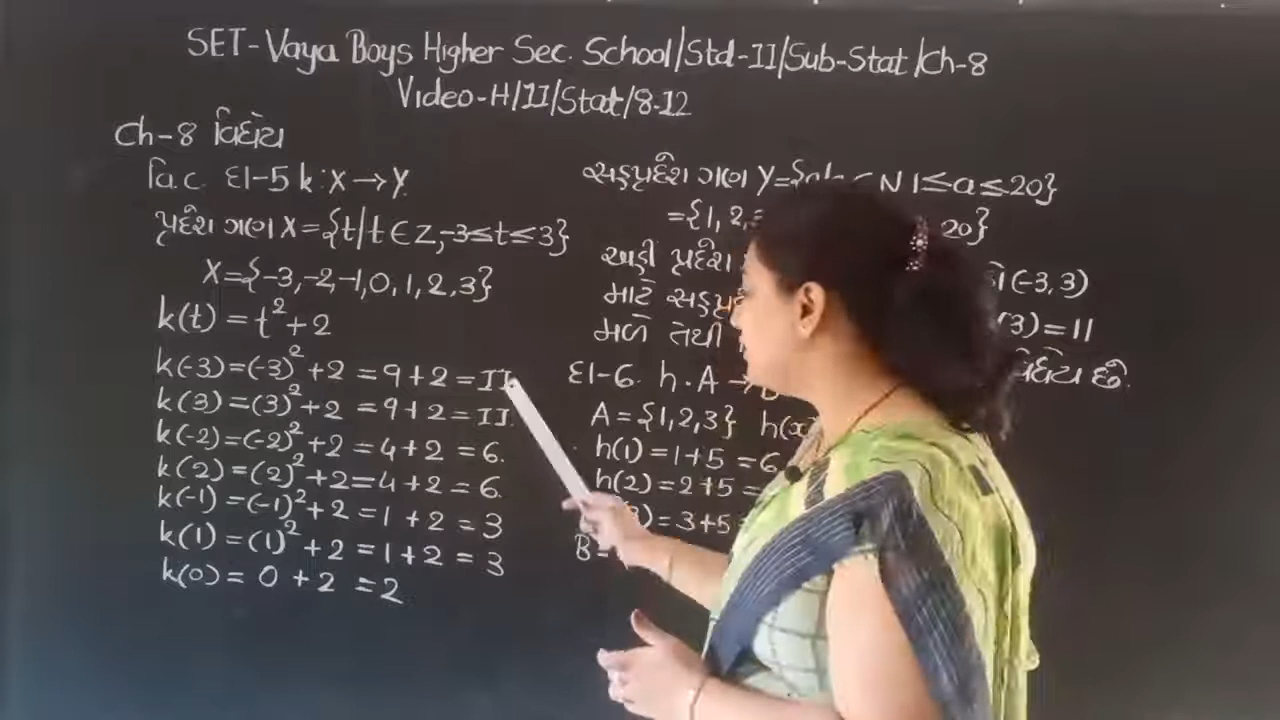 SET-Vaya Boys Higher Sec. School/Std-11/Sub-Stat/Ch-8
Video-H/11/Stat/8.12
Ch-8 વિધેય
વિ.ક. દા-5 k:X→Y
પ્રદેશ ગણ X={t/t∈Z,-3≤t≤3}
X={-3,-2,-1,0,1,2,3}
k(t)=t²+2
k(-3)=(-3)²+2=9+2=11
k(3)=(3)²+2=9+2=11
k(-2)=(-2)²+2=4+2=6
k(2)=(2)²+2=4+2=6
k(-1)=(-1)²+2=1+2=3
k(1)=(1)²+2=1+2=3
k(0)=0+2=2
સહપ્રદેશ ગણ Y= N 1≤a≤20}
={1,2, 20}
અહી પ્રદેશ (-3,3)
માટે (3)=11
મળે તેથી છે.
દા-6. h:A→B
A={1,2,3} h(x)
h(1)=1+5=6
h(2)=2+5=
=3+5
B=